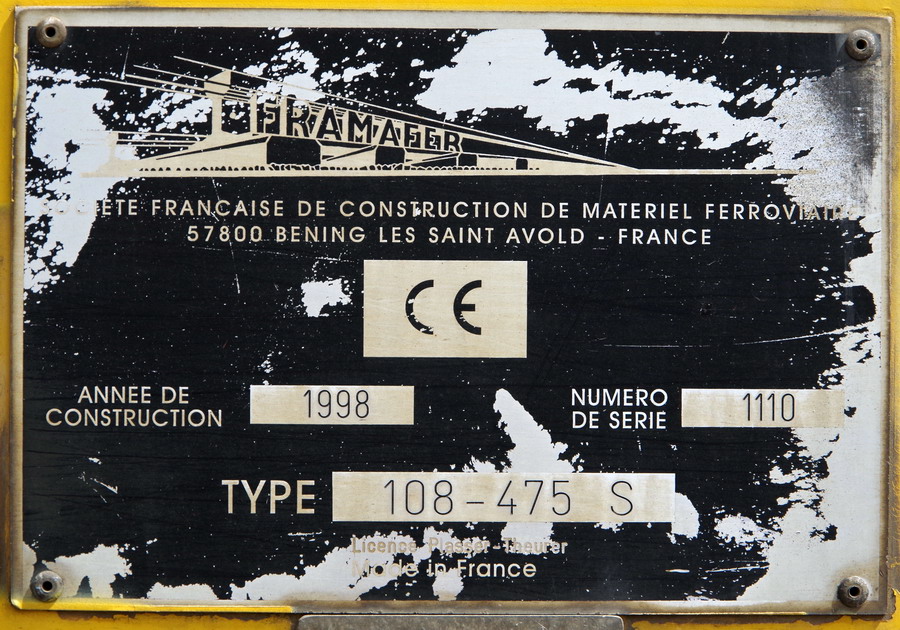 FRAMAFER
SOCIETE FRANCAISE DE CONSTRUCTION DE MATERIEL FERROVIAIRE
57800 BENING LES SAINT AVOLD - FRANCE
CE
ANNEE DE
CONSTRUCTION
1998
NUMERO
DE SERIE
1110
TYPE 108-475 S
Licence Plasser-Theurer
Made in France